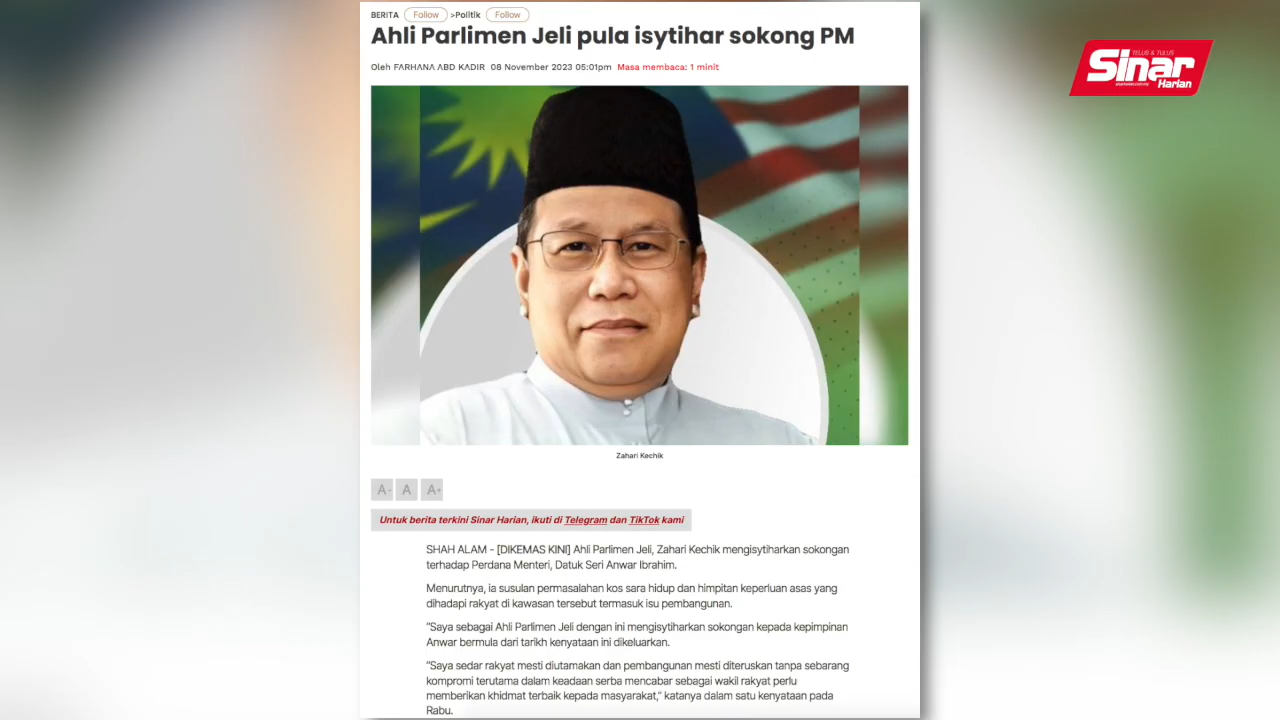 BERITA Follow >Politik Follow
Ahli Parlimen Jeli pula isytihar sokong PM
Oleh FARHANA ABD KADIR 08 November 2023 05:01pm Masa membaca: 1 minit
TELUS & TULUS
Sinar
Harian
Zahari Kechik
A- A A+
Untuk berita terkini Sinar Harian, ikuti di Telegram dan TikTok kami
SHAH ALAM - [DIKEMAS KINI] Ahli Parlimen Jeli, Zahari Kechik mengisytiharkan sokongan
terhadap Perdana Menteri, Datuk Seri Anwar Ibrahim.
Menurutnya, ia susulan permasalahan kos sara hidup dan himpitan keperluan asas yang
dihadapi rakyat di kawasan tersebut termasuk isu pembangunan.
"Saya sebagai Ahli Parlimen Jeli dengan ini mengisytiharkan sokongan kepada kepimpinan
Anwar bermula dari tarikh kenyataan ini dikeluarkan.
"Saya sedar rakyat mesti diutamakan dan pembangunan mesti diteruskan tanpa sebarang
kompromi terutama dalam keadaan serba mencabar sebagai wakil rakyat perlu
memberikan khidmat terbaik kepada masyarakat," katanya dalam satu kenyataan pada
Rabu.